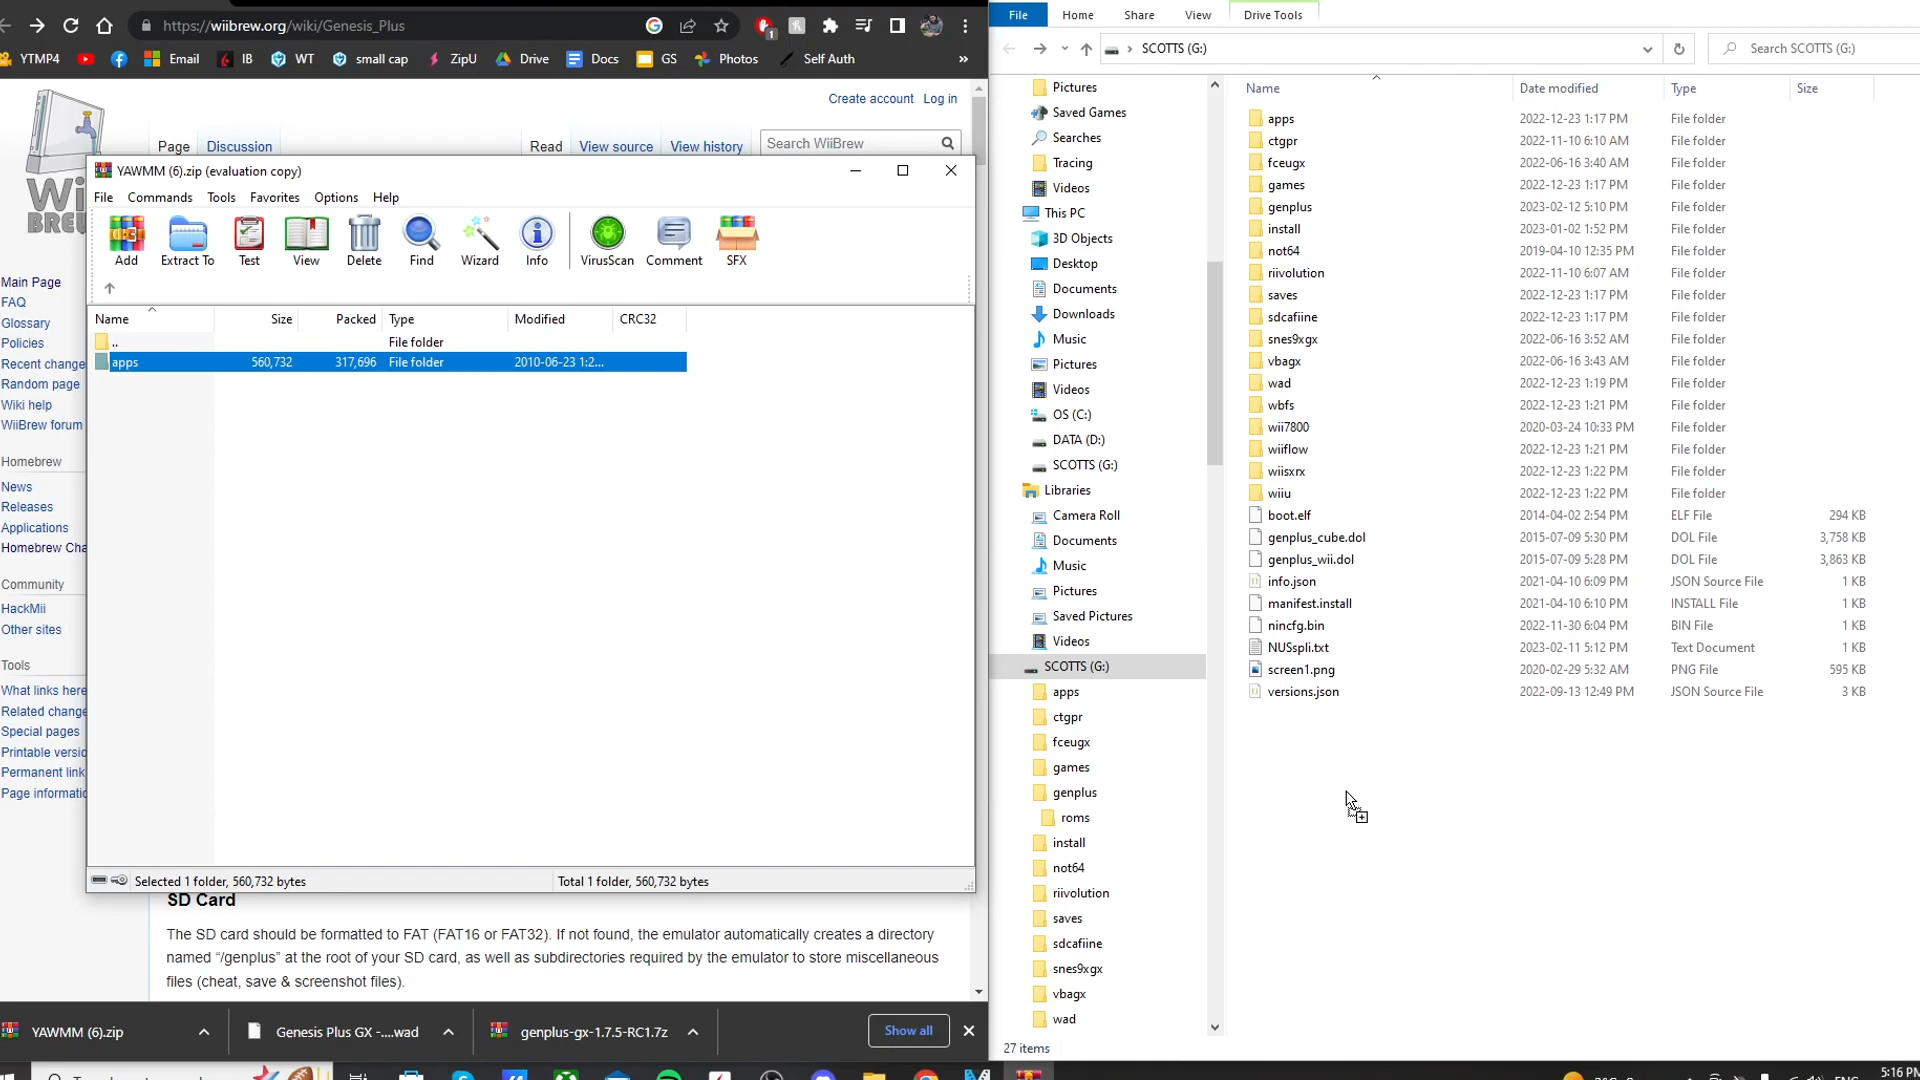 https://wiibrew.org/wiki/Genesis_Plus
1
YTMP4
Email
IB
WT
small cap
ZipU
Drive
Docs
GS
Photos
Self Auth
»
Create account Log in
Page
Discussion
Read
View source
View history
Search WiiBrew
YAWMM (6).zip (evaluation copy)
File Commands Tools Favorites Options Help
Add
Extract To
Test
View
Delete
Find
Wizard
Info
VirusScan
Comment
SFX
Name Size Packed Type Modified CRC32
.. File folder
apps 560,732 317,696 File folder 2010-06-23 1:2...
Selected 1 folder, 560,732 bytes
Total 1 folder, 560,732 bytes
Main Page
FAQ
Glossary
Policies
Recent change
Random page
Wiki help
WiiBrew forum
Homebrew
News
Releases
Applications
Homebrew Cha
Community
HackMii
Other sites
Tools
What links here
Related change
Special pages
Printable versio
Permanent link
Page informatio
SD Card
The SD card should be formatted to FAT (FAT16 or FAT32). If not found, the emulator automatically creates a directory
named “/genplus” at the root of your SD card, as well as subdirectories required by the emulator to store miscellaneous
files (cheat, save & screenshot files).
YAWMM (6).zip
Genesis Plus GX -....wad
genplus-gx-1.7.5-RC1.7z
Show all
File Home Share View Drive Tools
SCOTTS (G:)
Search SCOTTS (G:)
Pictures
Saved Games
Searches
Tracing
Videos
This PC
3D Objects
Desktop
Documents
Downloads
Music
Pictures
Videos
OS (C:)
DATA (D:)
SCOTTS (G:)
Libraries
Camera Roll
Documents
Music
Pictures
Saved Pictures
Videos
SCOTTS (G:)
apps
ctgpr
fceugx
games
genplus
roms
install
not64
riivolution
saves
sdcafiine
snes9xgx
vbagx
wad
Name Date modified Type Size
apps 2022-12-23 1:17 PM File folder
ctgpr 2022-11-10 6:10 AM File folder
fceugx 2022-06-16 3:40 AM File folder
games 2022-12-23 1:17 PM File folder
genplus 2023-02-12 5:10 PM File folder
install 2023-01-02 1:52 PM File folder
not64 2019-04-10 12:35 PM File folder
riivolution 2022-11-10 6:07 AM File folder
saves 2022-12-23 1:17 PM File folder
sdcafiine 2022-12-23 1:17 PM File folder
snes9xgx 2022-06-16 3:52 AM File folder
vbagx 2022-06-16 3:43 AM File folder
wad 2022-12-23 1:19 PM File folder
wbfs 2022-12-23 1:21 PM File folder
wii7800 2020-03-24 10:33 PM File folder
wiiflow 2022-12-23 1:21 PM File folder
wiisxrx 2022-12-23 1:22 PM File folder
wiiu 2022-12-23 1:22 PM File folder
boot.elf 2014-04-02 2:54 PM ELF File 294 KB
genplus_cube.dol 2015-07-09 5:30 PM DOL File 3,758 KB
genplus_wii.dol 2015-07-09 5:28 PM DOL File 3,863 KB
info.json 2021-04-10 6:09 PM JSON Source File 1 KB
manifest.install 2021-04-10 6:10 PM INSTALL File 1 KB
nincfg.bin 2022-11-30 6:04 PM BIN File 1 KB
NUSspli.txt 2023-02-11 5:12 PM Text Document 1 KB
screen1.png 2020-02-29 5:32 AM PNG File 595 KB
versions.json 2022-09-13 12:49 PM JSON Source File 3 KB
27 items
5:16 PM